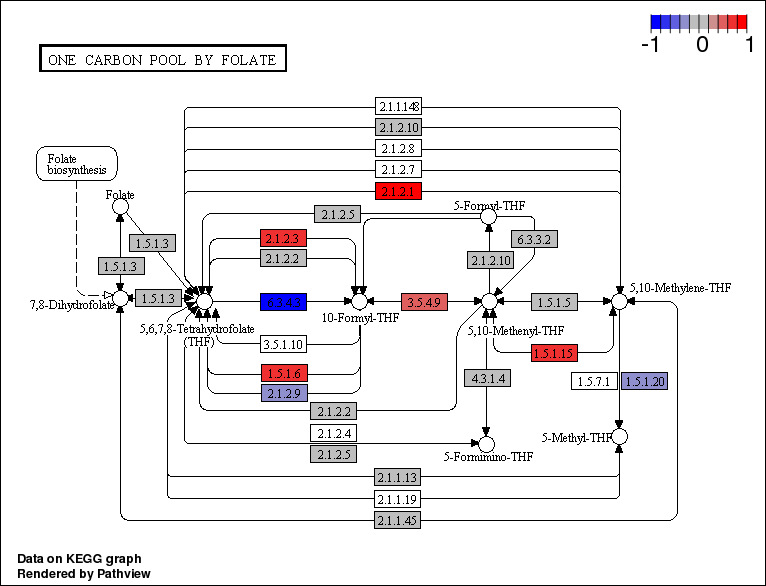 -1 0 1
ONE CARBON POOL BY FOLATE
2.1.1.148
2.1.2.10
2.1.2.8
2.1.2.7
2.1.2.1
Folate
biosynthesis
Folate
5-Formyl-THF
2.1.2.5
1.5.1.3
2.1.2.3
6.3.3.2
2.1.2.2
2.1.2.10
1.5.1.3
7,8-Dihydrofolate
1.5.1.3
6.3.4.3
3.5.4.9
1.5.1.5
5,10-Methylene-THF
5,6,7,8-Tetrahydrofolate
(THF)
10-Formyl-THF
5,10-Methenyl-THF
3.5.1.10
1.5.1.15
1.5.1.6
4.3.1.4
1.5.7.1
1.5.1.20
2.1.2.9
2.1.2.2
2.1.2.4
2.1.2.5
5-Formimino-THF
5-Methyl-THF
2.1.1.13
2.1.1.19
2.1.1.45
Data on KEGG graph
Rendered by Pathview